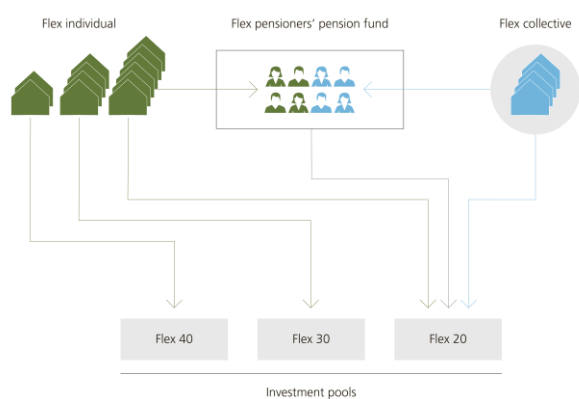 Flex individual
Flex pensioners’ pension fund
Flex collective
Flex 40
Flex 30
Flex 20
Investment pools